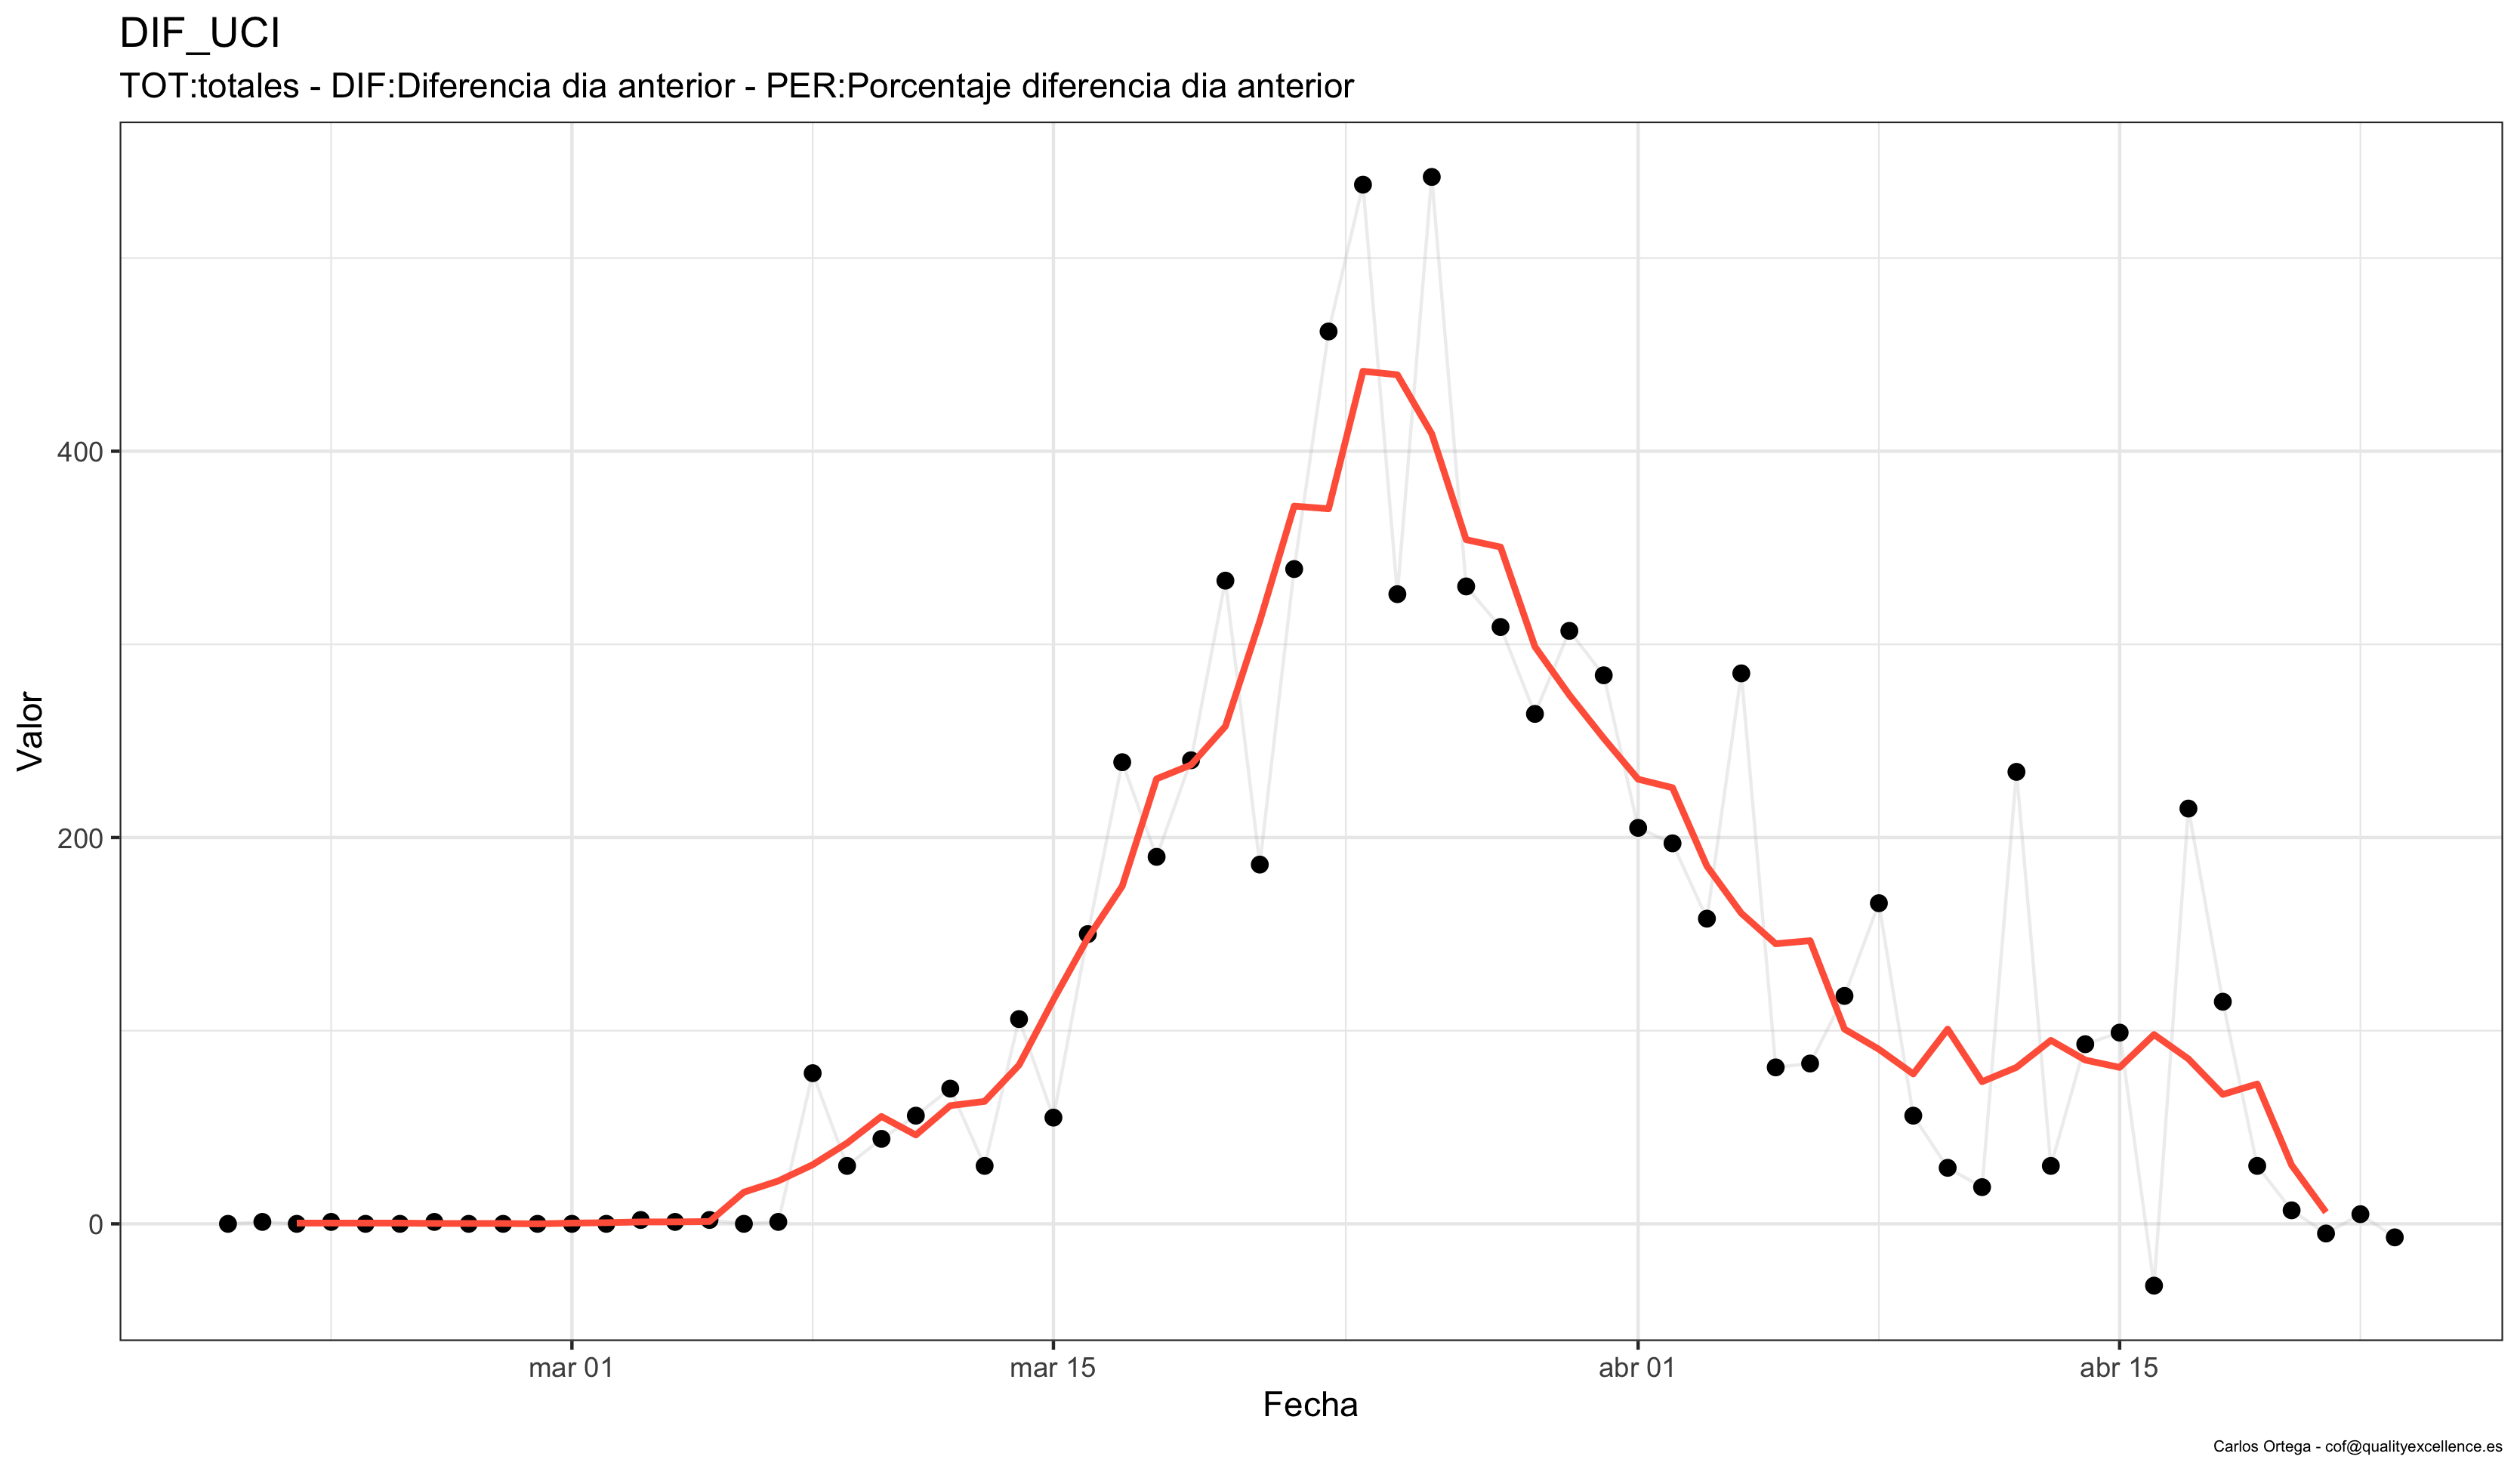 DIF_UCI
TOT:totales - DIF:Diferencia dia anterior - PER:Porcentaje diferencia dia anterior
Valor
400
200
0
mar 01
mar 15
abr 01
abr 15
Fecha
Carlos Ortega - cof@qualityexcellence.es